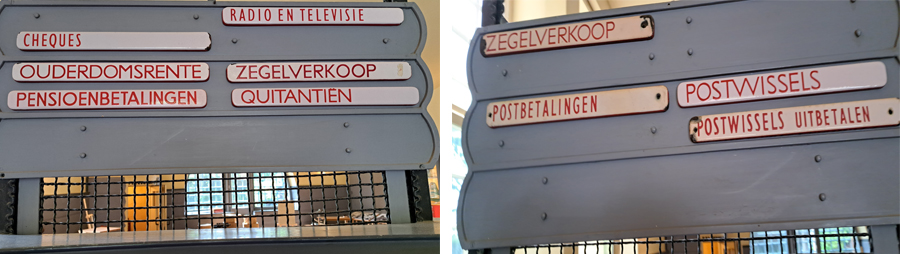 RADIO EN TELEVISIE
CHEQUES
OUDERDOMSRENTE
ZEGELVERKOOP
PENSIOENBETALINGEN
QUITANTIEN
ZEGELVERKOOP
POSTWISSELS
POSTBETALINGEN
POSTWISSELS UITBETALEN